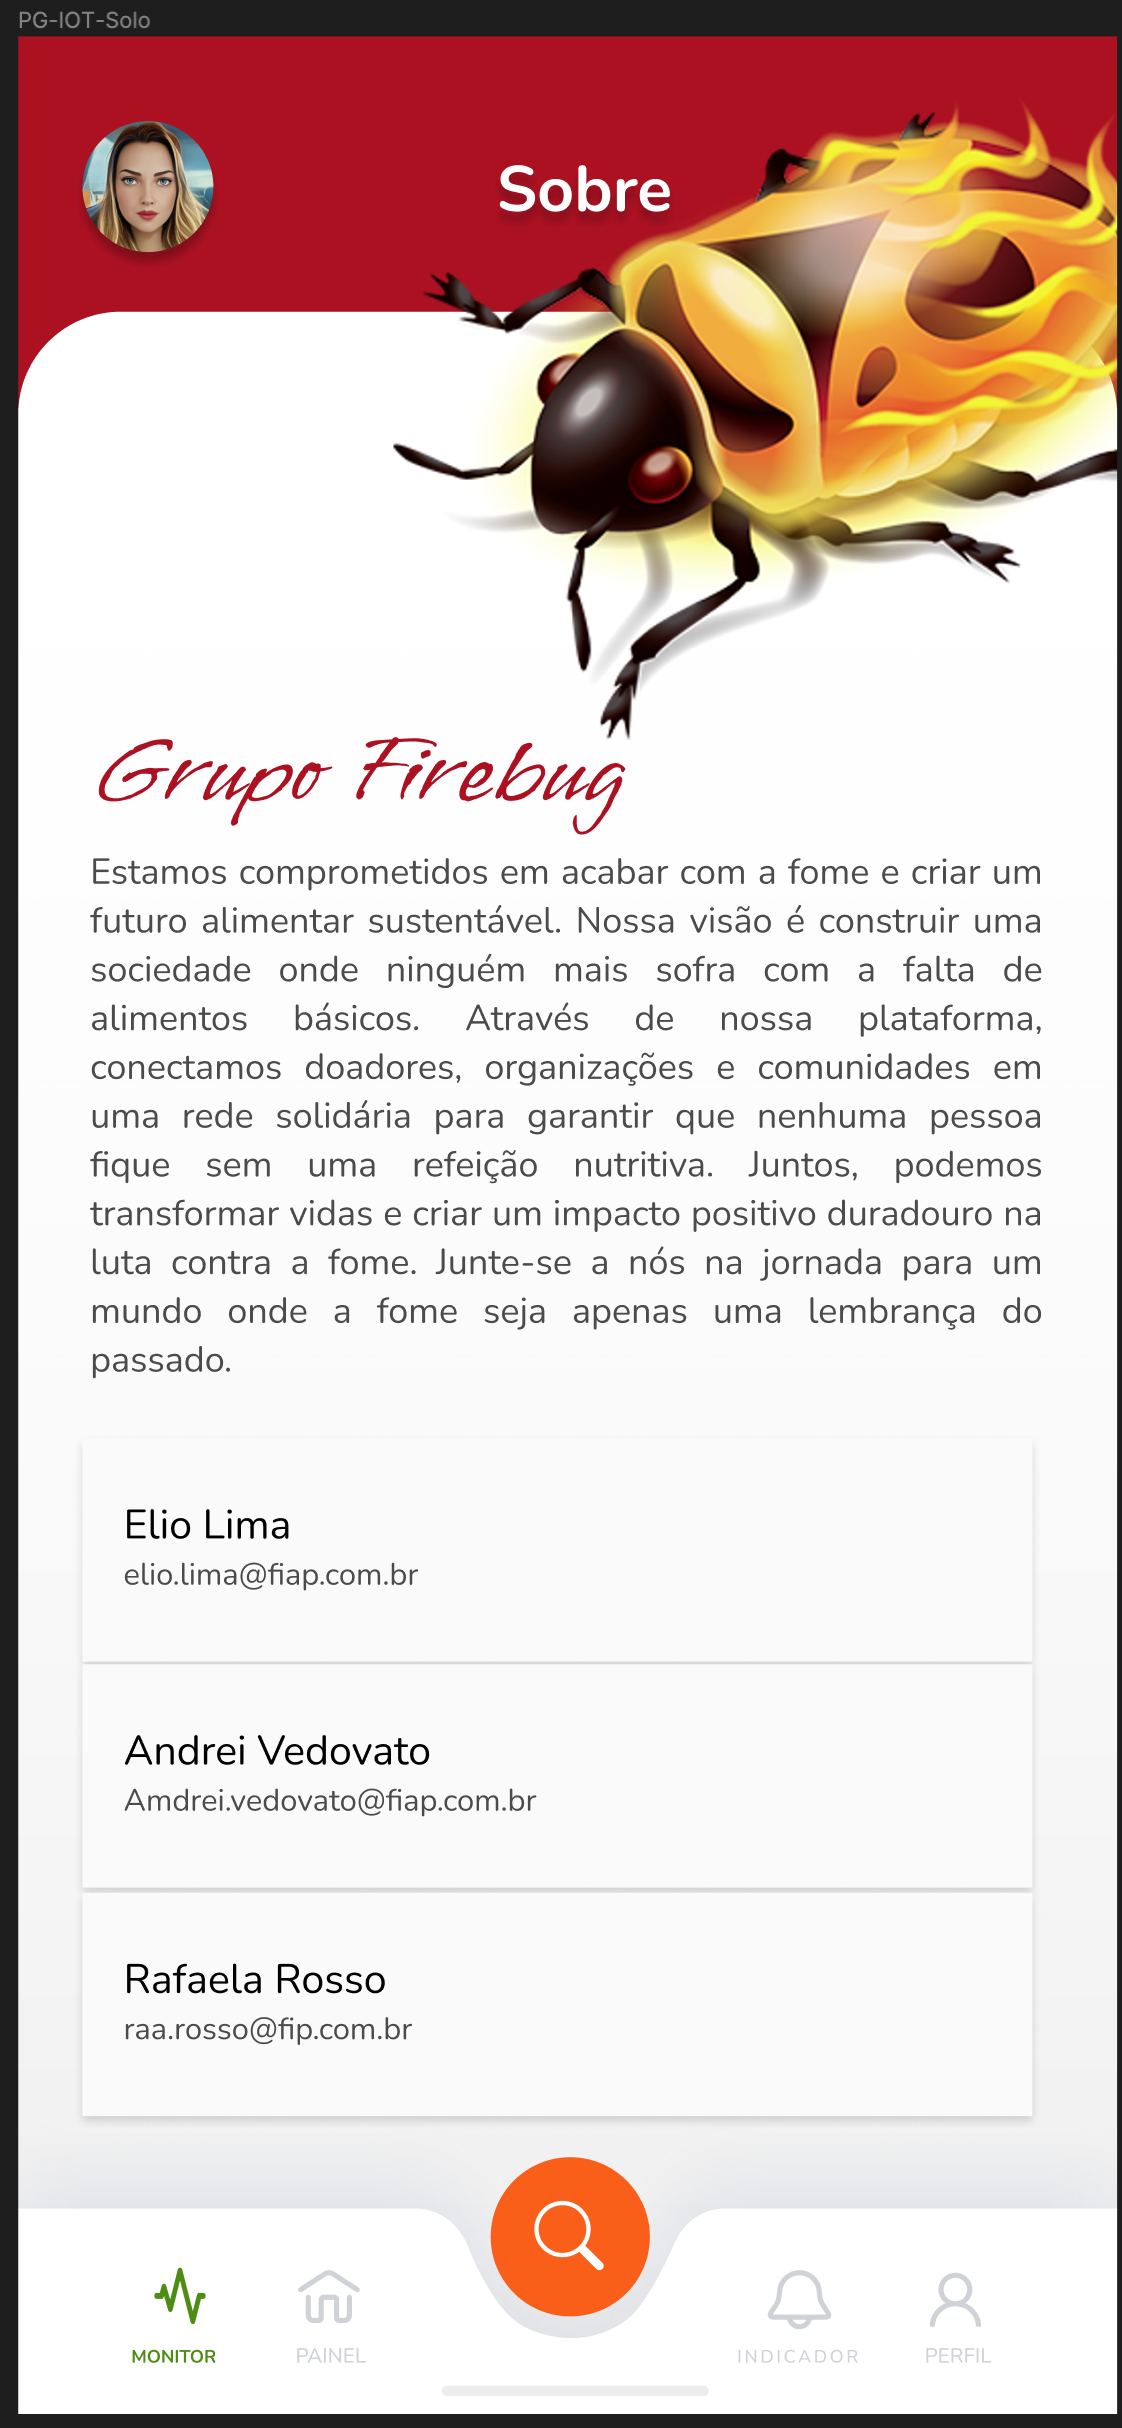 PG-IOT-Solo
Sobre
Grupo Firebug
Estamos comprometidos em acabar com a fome e criar um
futuro alimentar sustentável. Nossa visão é construir uma
sociedade onde ninguém mais sofra com a falta de
alimentos básicos. Através de nossa plataforma,
conectamos doadores, organizações e comunidades em
uma rede solidária para garantir que nenhuma pessoa
fique sem uma refeição nutritiva. Juntos, podemos
transformar vidas e criar um impacto positivo duradouro na
luta contra a fome. Junte-se a nós na jornada para um
mundo onde a fome seja apenas uma lembrança do
passado.
Elio Lima
elio.lima@fiap.com.br
Andrei Vedovato
Amdrei.vedovato@fiap.com.br
Rafaela Rosso
raa.rosso@fip.com.br
MONITOR PAINEL INDICADOR PERFIL